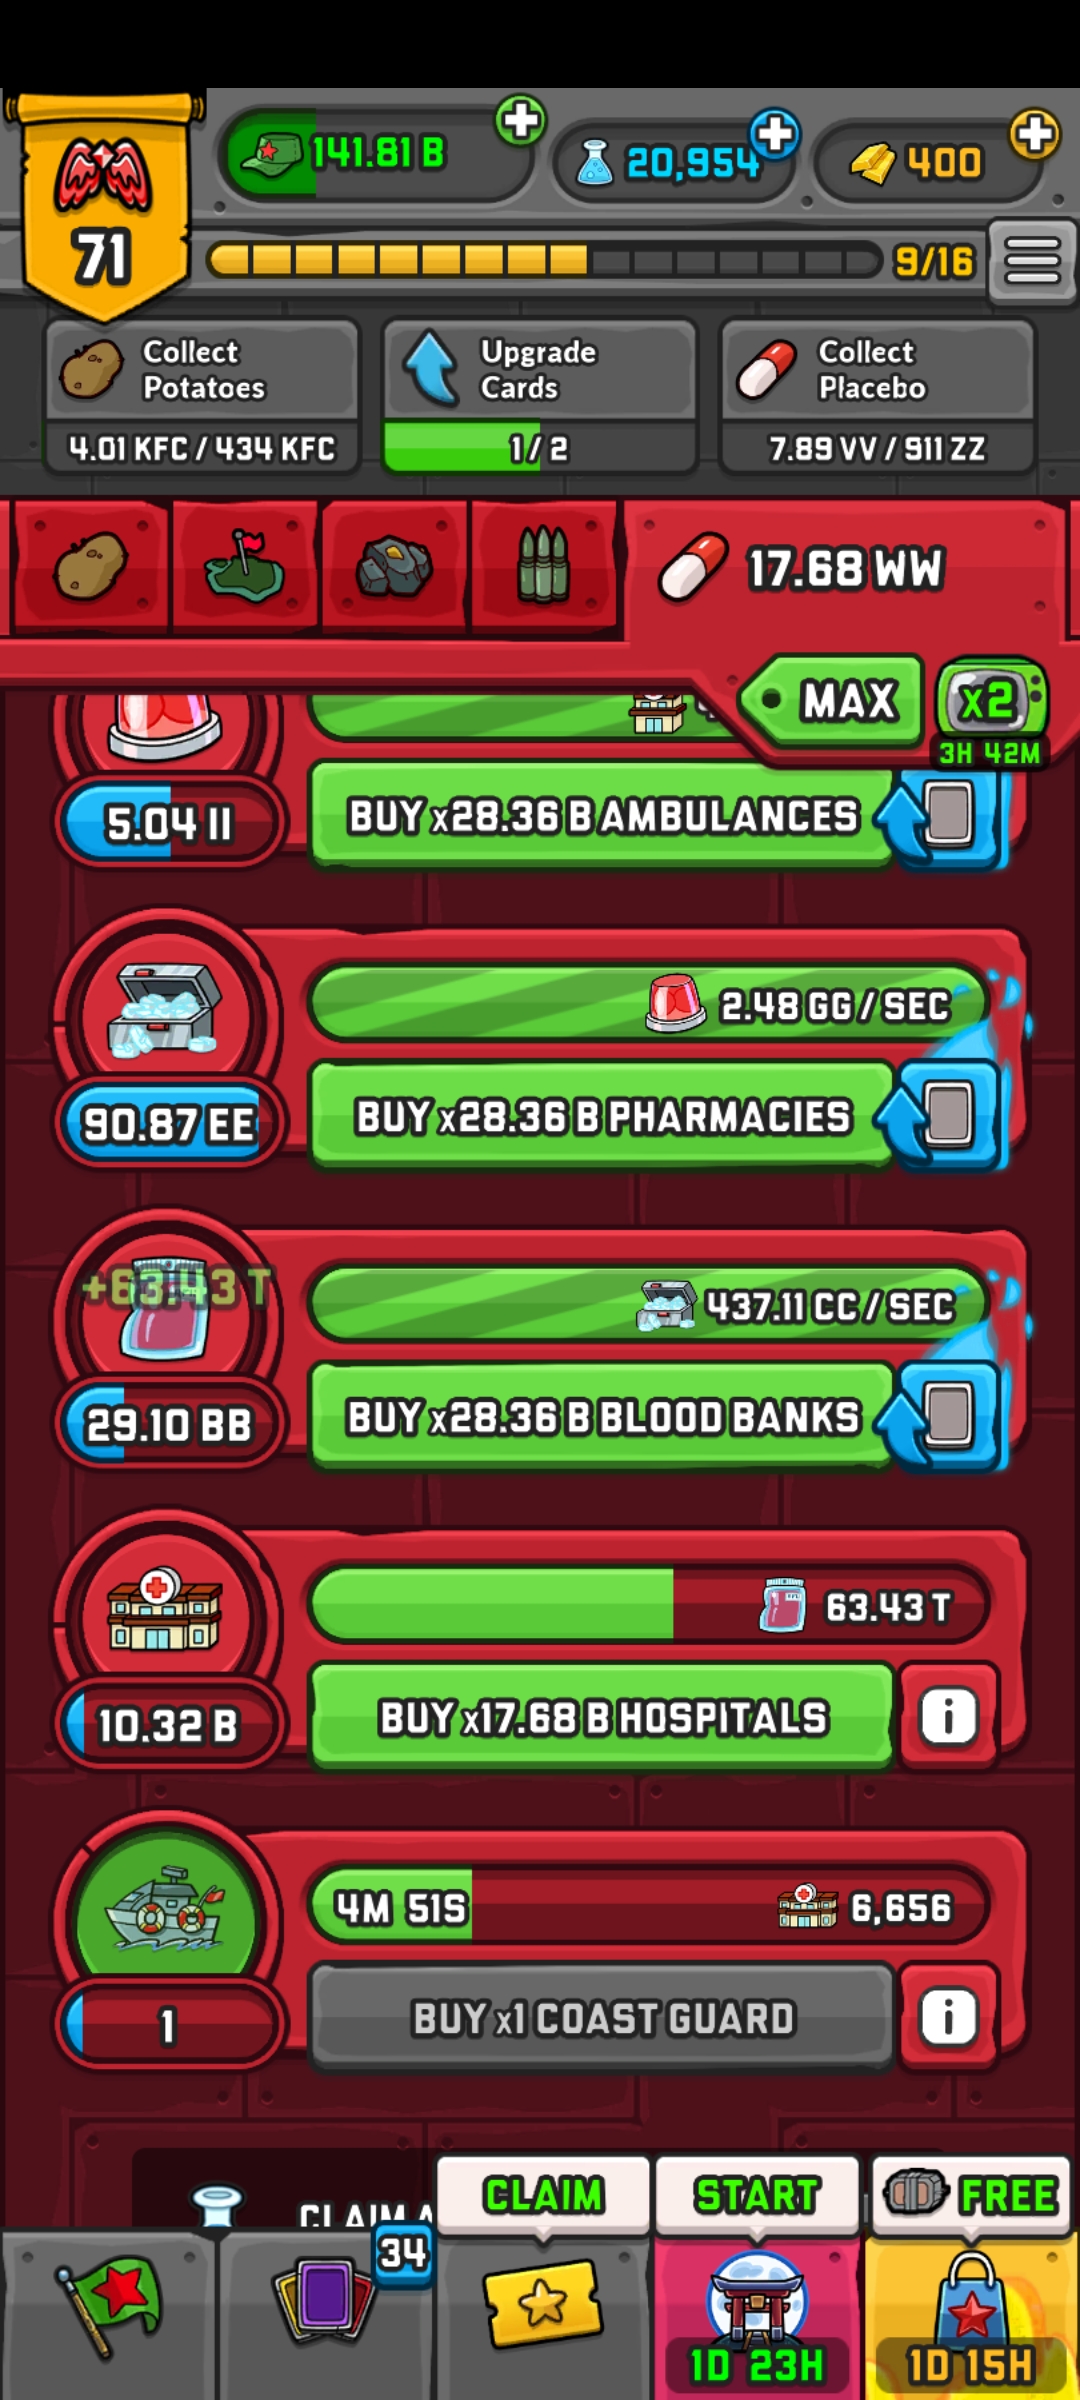 71
141.81 B
20,954
400
9/16
Collect
Potatoes
4.01 KFC / 434 KFC
Upgrade
Cards
1 / 2
Collect
Placebo
7.89 VV / 911 ZZ
17.68 WW
MAX
x2
3H 42M
5.04 II
BUY x28.36 B AMBULANCES
2.48 GG / SEC
90.87 EE
BUY x28.36 B PHARMACIES
+63.43 T
437.11 CC / SEC
29.10 BB
BUY x28.36 B BLOOD BANKS
63.43 T
10.32 B
BUY x17.68 B HOSPITALS
i
4M 51S
6,656
1
BUY x1 COAST GUARD
i
CLAIM A
CLAIM
START
FREE
34
1D 23H
1D 15H